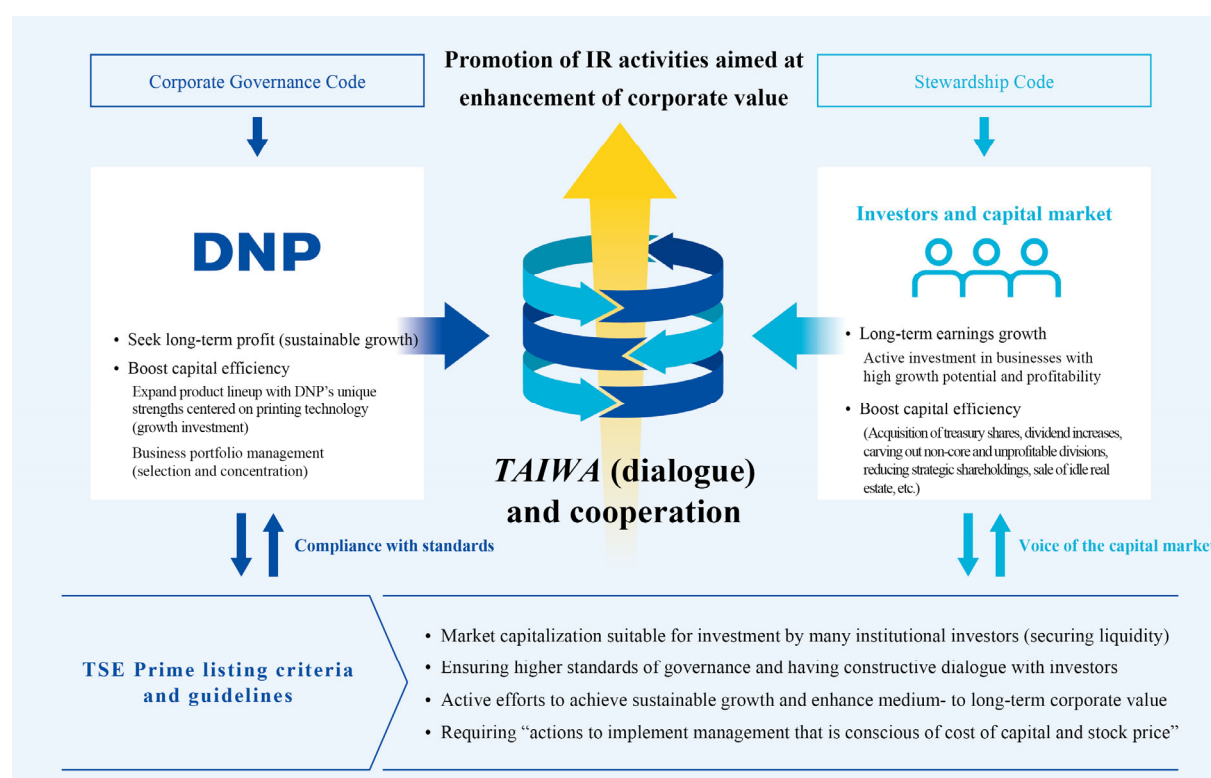 Promotion of IR activities aimed at
enhancement of corporate value
Corporate Governance Code
Stewardship Code
DNP
• Seek long-term profit (sustainable growth)
• Boost capital efficiency
Expand product lineup with DNP's unique
strengths centered on printing technology
(growth investment)
Business portfolio management
(selection and concentration)
Investors and capital market
• Long-term earnings growth
Active investment in businesses with
high growth potential and profitability
• Boost capital efficiency
(Acquisition of treasury shares, dividend increases,
carving out non-core and unprofitable divisions,
reducing strategic shareholdings, sale of idle real
estate, etc.)
TAIWA (dialogue)
and cooperation
Compliance with standards
Voice of the capital market
TSE Prime listing criteria
and guidelines
• Market capitalization suitable for investment by many institutional investors (securing liquidity)
• Ensuring higher standards of governance and having constructive dialogue with investors
• Active efforts to achieve sustainable growth and enhance medium- to long-term corporate value
• Requiring “actions to implement management that is conscious of cost of capital and stock price”